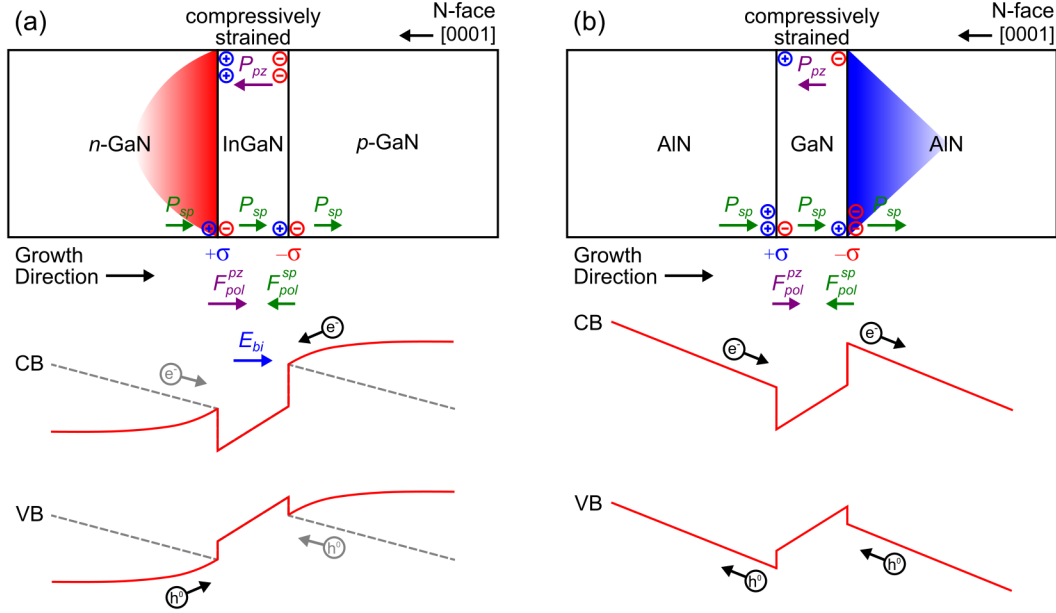 (a)
compressively
strained
N-face
[0001]
+ −
+ −
P_pz
n-GaN
InGaN
p-GaN
P_sp
P_sp
P_sp
+ −
+ −
Growth
Direction
+σ
−σ
F_pol^pz
F_pol^sp
E_bi
e⁻
e⁻
CB
VB
h⁰
h⁰
(b)
compressively
strained
N-face
[0001]
+ −
P_pz
AlN
GaN
AlN
P_sp
P_sp
P_sp
+ −
+ − + −
Growth
Direction
+σ
−σ
F_pol^pz
F_pol^sp
CB
e⁻
e⁻
VB
h⁰
h⁰